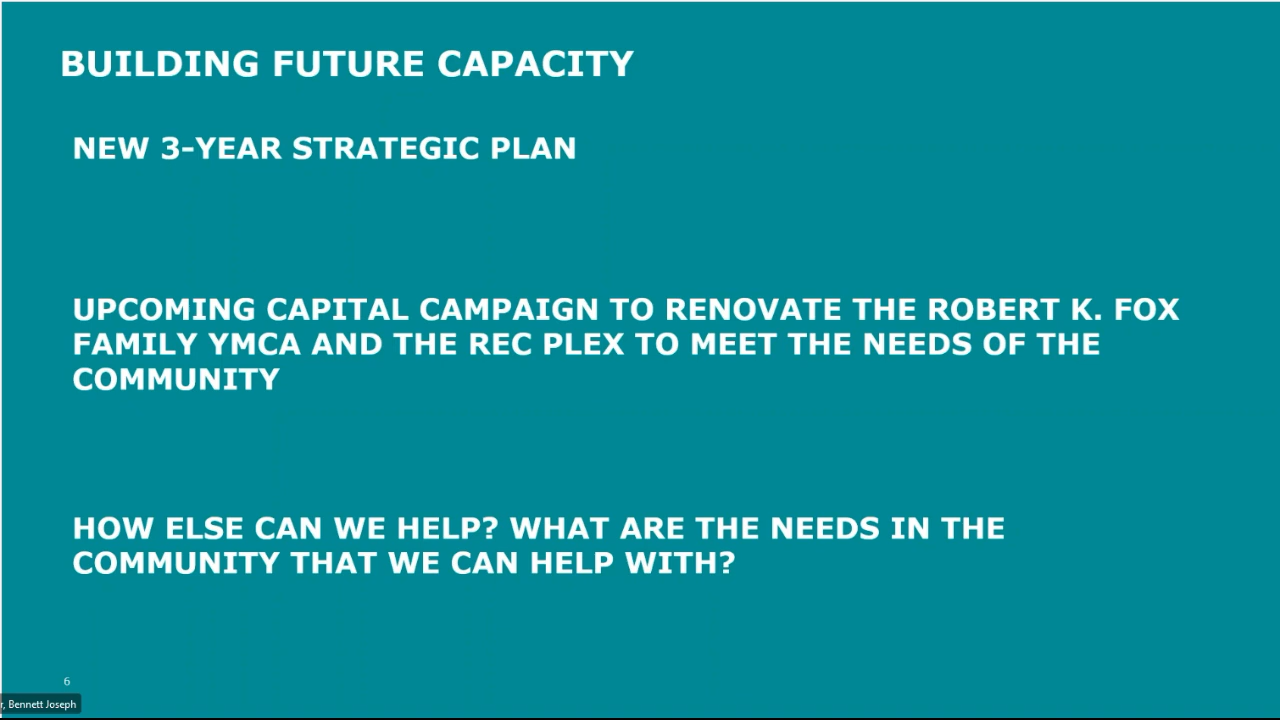 BUILDING FUTURE CAPACITY
NEW 3-YEAR STRATEGIC PLAN
UPCOMING CAPITAL CAMPAIGN TO RENOVATE THE ROBERT K. FOX
FAMILY YMCA AND THE REC PLEX TO MEET THE NEEDS OF THE
COMMUNITY
HOW ELSE CAN WE HELP? WHAT ARE THE NEEDS IN THE
COMMUNITY THAT WE CAN HELP WITH?
6
, Bennett Joseph